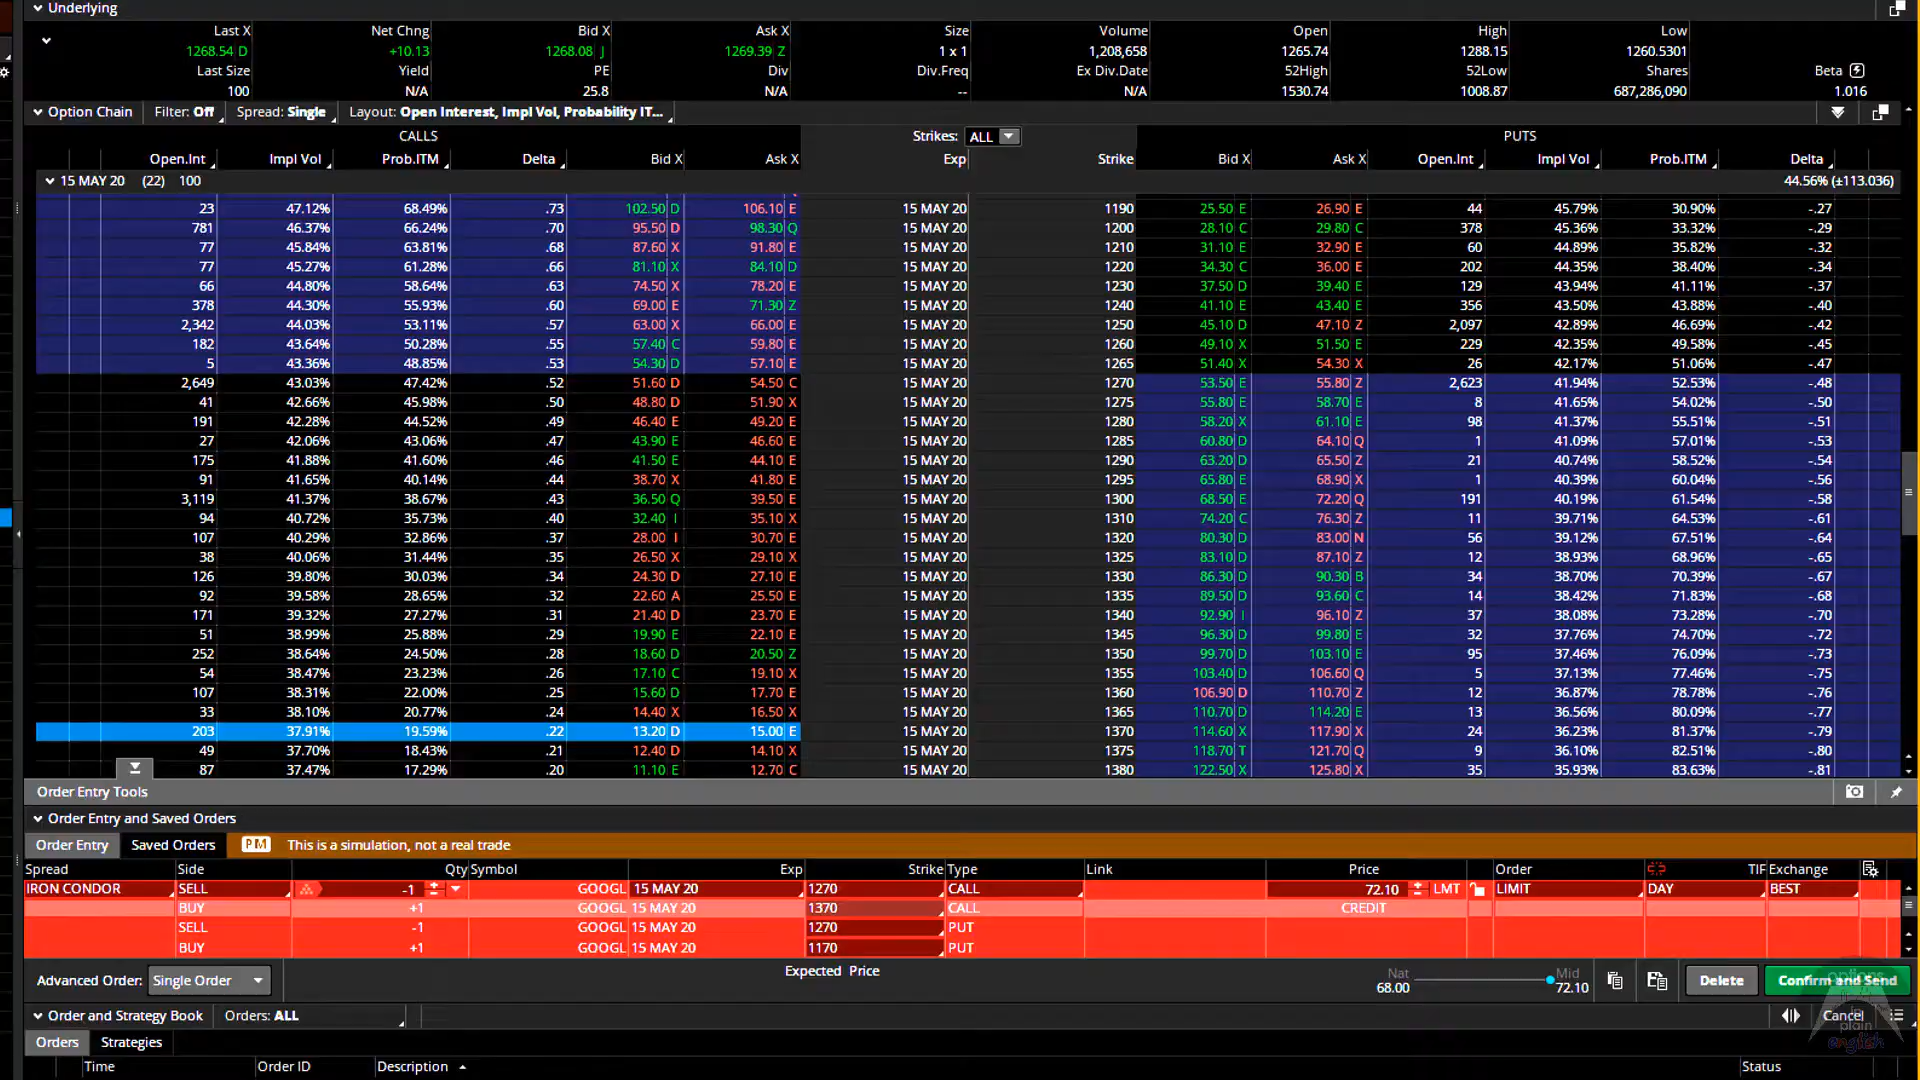 Underlying
Last X Net Chng Bid X Ask X Size Volume Open High Low
1268.54 D +10.13 1268.08 J 1269.39 Z 1 x 1 1,208,658 1265.74 1288.15 1260.5301
Last Size Yield PE Div Div.Freq Ex Div.Date 52High 52Low Shares Beta
100 N/A 25.8 N/A -- N/A 1530.74 1008.87 687,286,090 1.016
Option Chain Filter: Off Spread: Single Layout: Open Interest, Impl Vol, Probability IT...
CALLS Strikes: ALL PUTS
Open.Int Impl Vol Prob.ITM Delta Bid X Ask X Exp Strike Bid X Ask X Open.Int Impl Vol Prob.ITM Delta
15 MAY 20 (22) 100 44.56% (±113.036)
23 47.12% 68.49% .73 102.50 D 106.10 E 15 MAY 20 1190 25.50 E 26.90 E 44 45.79% 30.90% -.27
781 46.37% 66.24% .70 95.50 D 98.30 Q 15 MAY 20 1200 28.10 C 29.80 C 378 45.36% 33.32% -.29
77 45.84% 63.81% .68 87.60 X 91.80 E 15 MAY 20 1210 31.10 E 32.90 E 60 44.89% 35.82% -.32
77 45.27% 61.28% .66 81.10 X 84.10 D 15 MAY 20 1220 34.30 C 36.00 E 202 44.35% 38.40% -.34
66 44.80% 58.64% .63 74.50 X 78.20 E 15 MAY 20 1230 37.50 D 39.40 E 129 43.94% 41.11% -.37
378 44.30% 55.93% .60 69.00 E 71.30 Z 15 MAY 20 1240 41.10 E 43.40 E 356 43.50% 43.88% -.40
2,342 44.03% 53.11% .57 63.00 X 66.00 E 15 MAY 20 1250 45.10 D 47.10 Z 2,097 42.89% 46.69% -.42
182 43.64% 50.28% .55 57.40 C 59.80 E 15 MAY 20 1260 49.10 X 51.50 E 229 42.35% 49.58% -.45
5 43.36% 48.85% .53 54.30 D 57.10 E 15 MAY 20 1265 51.40 X 54.30 X 26 42.17% 51.06% -.47
2,649 43.03% 47.42% .52 51.60 D 54.50 C 15 MAY 20 1270 53.50 E 55.80 Z 2,623 41.94% 52.53% -.48
41 42.66% 45.98% .50 48.80 D 51.90 X 15 MAY 20 1275 55.80 E 58.70 E 8 41.65% 54.02% -.50
191 42.28% 44.52% .49 46.40 E 49.20 E 15 MAY 20 1280 58.20 X 61.10 E 98 41.37% 55.51% -.51
27 42.06% 43.06% .47 43.90 E 46.60 E 15 MAY 20 1285 60.80 D 64.10 Q 1 41.09% 57.01% -.53
175 41.88% 41.60% .46 41.50 E 44.10 E 15 MAY 20 1290 63.20 D 65.50 Z 21 40.74% 58.52% -.54
91 41.65% 40.14% .44 38.70 X 41.80 E 15 MAY 20 1295 65.80 E 68.90 X 1 40.39% 60.04% -.56
3,119 41.37% 38.67% .43 36.50 Q 39.50 E 15 MAY 20 1300 68.50 E 72.20 Q 191 40.19% 61.54% -.58
94 40.72% 35.73% .40 32.40 I 35.10 X 15 MAY 20 1310 74.20 C 76.30 Z 11 39.71% 64.53% -.61
107 40.29% 32.86% .37 28.00 I 30.70 E 15 MAY 20 1320 80.30 D 83.00 N 56 39.12% 67.51% -.64
38 40.06% 31.44% .35 26.50 X 29.10 X 15 MAY 20 1325 83.10 D 87.10 Z 12 38.93% 68.96% -.65
126 39.80% 30.03% .34 24.30 D 27.10 E 15 MAY 20 1330 86.30 D 90.30 B 34 38.70% 70.39% -.67
92 39.58% 28.65% .32 22.60 A 25.50 E 15 MAY 20 1335 89.50 D 93.60 C 14 38.42% 71.83% -.68
171 39.32% 27.27% .31 21.40 D 23.70 E 15 MAY 20 1340 92.90 I 96.10 Z 37 38.08% 73.28% -.70
51 38.99% 25.88% .29 19.90 E 22.10 E 15 MAY 20 1345 96.30 D 99.80 E 32 37.76% 74.70% -.72
252 38.64% 24.50% .28 18.60 D 20.50 Z 15 MAY 20 1350 99.70 D 103.10 E 95 37.46% 76.09% -.73
54 38.47% 23.23% .26 17.10 C 19.10 X 15 MAY 20 1355 103.40 D 106.60 Q 5 37.13% 77.46% -.75
107 38.31% 22.00% .25 15.60 D 17.70 E 15 MAY 20 1360 106.90 D 110.70 Z 12 36.87% 78.78% -.76
33 38.10% 20.77% .24 14.40 X 16.50 X 15 MAY 20 1365 110.70 D 114.20 E 13 36.56% 80.09% -.77
203 37.91% 19.59% .22 13.20 D 15.00 E 15 MAY 20 1370 114.60 X 117.90 X 24 36.23% 81.37% -.79
49 37.70% 18.43% .21 12.40 D 14.10 X 15 MAY 20 1375 118.70 T 121.70 Q 9 36.10% 82.51% -.80
87 37.47% 17.29% .20 11.10 E 12.70 C 15 MAY 20 1380 122.50 X 125.80 X 35 35.93% 83.63% -.81
Order Entry Tools
Order Entry and Saved Orders
Order Entry Saved Orders PM This is a simulation, not a real trade
Spread Side Qty Symbol Exp Strike Type Link Price Order TIF Exchange
IRON CONDOR SELL -1 GOOGL 15 MAY 20 1270 CALL 72.10 LMT LIMIT DAY BEST
BUY +1 GOOGL 15 MAY 20 1370 CALL CREDIT
SELL -1 GOOGL 15 MAY 20 1270 PUT
BUY +1 GOOGL 15 MAY 20 1170 PUT
Advanced Order: Single Order Expected Price Nat 68.00 Mid 72.10 Delete Confirm and Send
Order and Strategy Book Orders: ALL Cancel
options
plain
english
Orders Strategies
Time Order ID Description Status